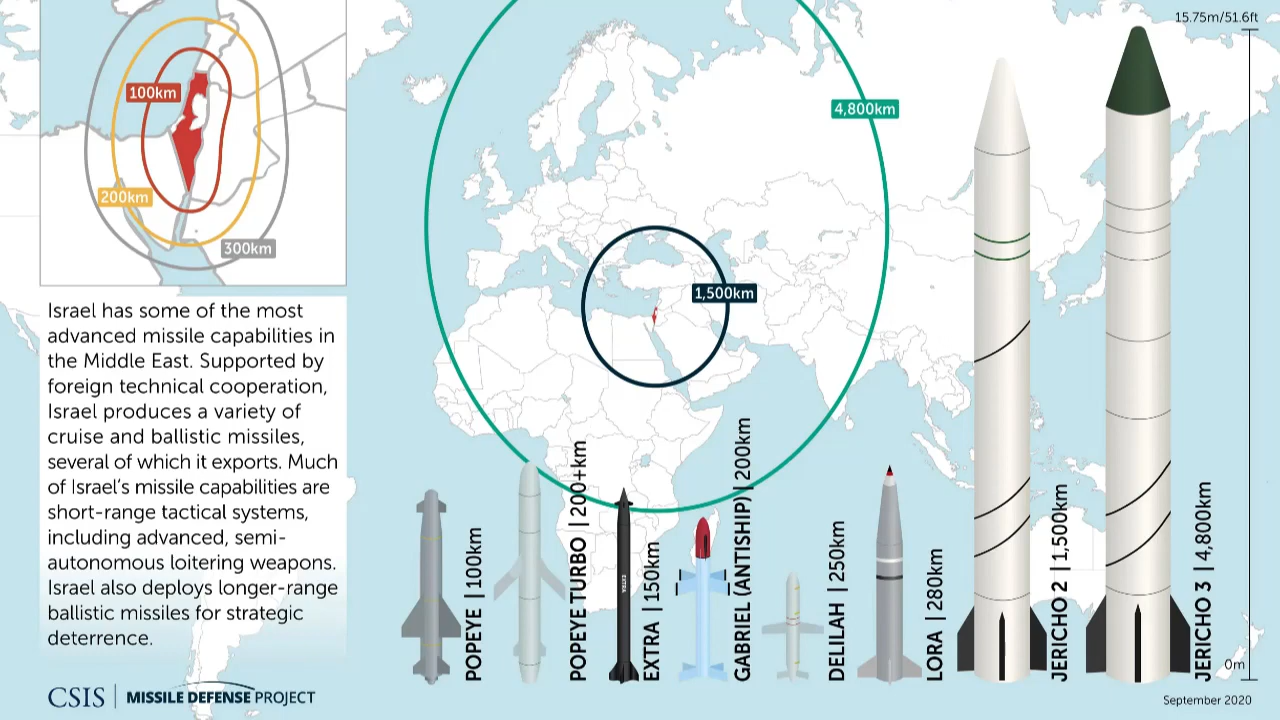 15.75m/51.6ft
100km
200km
300km
4,800km
1,500km
Israel has some of the most
advanced missile capabilities in
the Middle East. Supported by
foreign technical cooperation,
Israel produces a variety of
cruise and ballistic missiles,
several of which it exports. Much
of Israel’s missile capabilities are
short-range tactical systems,
including advanced, semi-
autonomous loitering weapons.
Israel also deploys longer-range
ballistic missiles for strategic
deterrence.
POPEYE | 100km
POPEYE TURBO | 200+km
EXTRA
EXTRA | 150km
GABRIEL (ANTISHIP) | 200km
DELILAH | 250km
LORA | 280km
JERICHO 2 | 1,500km
JERICHO 3 | 4,800km
0m
CSIS | MISSILE DEFENSE PROJECT
September 2020